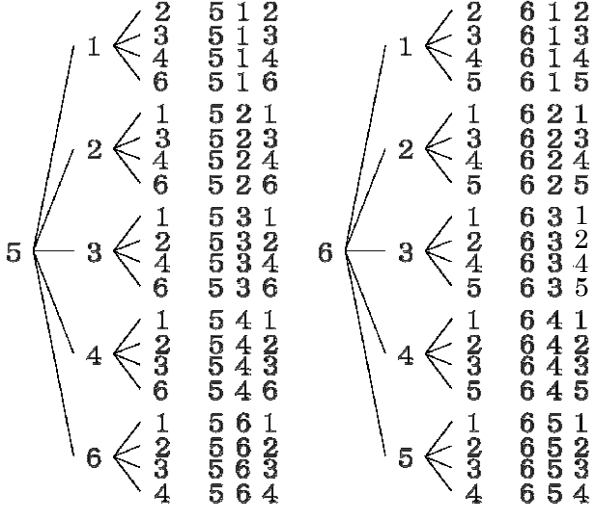 1 2 5 1 2 1 2 6 1 2
3 5 1 3 3 6 1 3
4 5 1 4 4 6 1 4
6 5 1 6 5 6 1 5
2 1 5 2 1 2 1 6 2 1
3 5 2 3 3 6 2 3
4 5 2 4 4 6 2 4
6 5 2 6 5 6 2 5
5 3 1 5 3 1 6 3 1 6 3 1
2 5 3 2 2 6 3 2
4 5 3 4 4 6 3 4
6 5 3 6 5 6 3 5
4 1 5 4 1 4 1 6 4 1
2 5 4 2 2 6 4 2
3 5 4 3 3 6 4 3
6 5 4 6 5 6 4 5
6 1 5 6 1 5 1 6 5 1
2 5 6 2 2 6 5 2
3 5 6 3 3 6 5 3
4 5 6 4 4 6 5 4